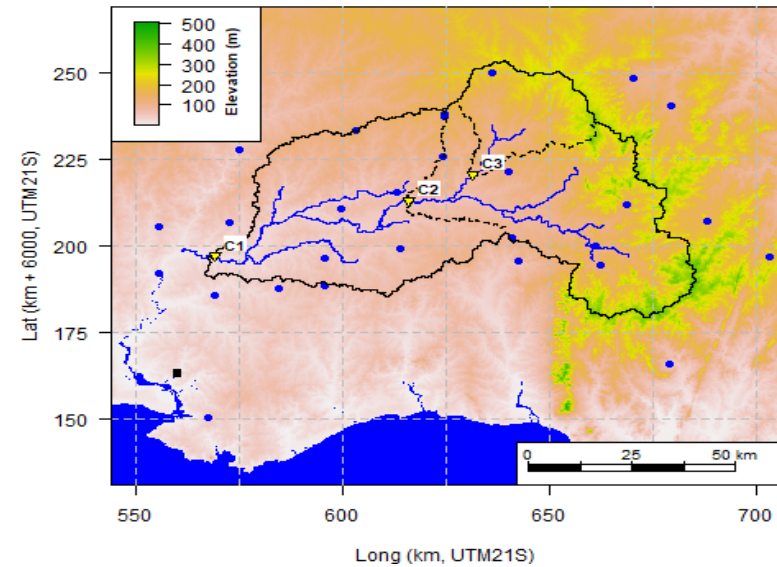 500
400
300
200
100
Elevation (m)
250
225
200
175
150
Lat (km + 6000, UTM21S)
C3
C2
C1
0 25 50 km
550 600 650 700
Long (km, UTM21S)